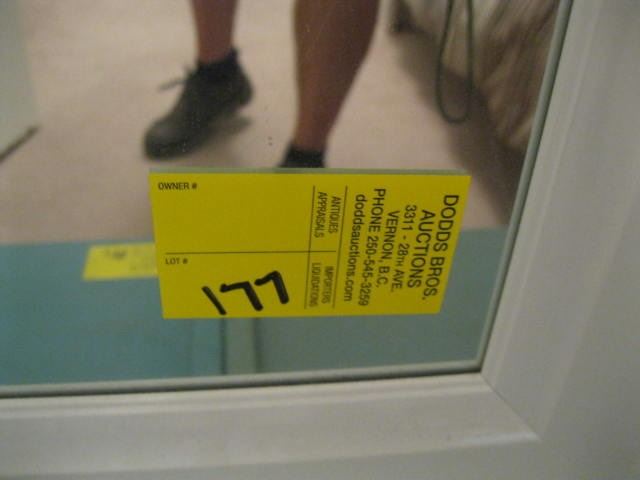 DODDS BROS.
AUCTIONS
3311 - 28TH AVE.
VERNON, B.C.
PHONE 250-545-3259
doddsauctions.com
ANTIQUES IMPORTERS
APPRAISALS LIQUIDATIONS
OWNER #
LOT #
177